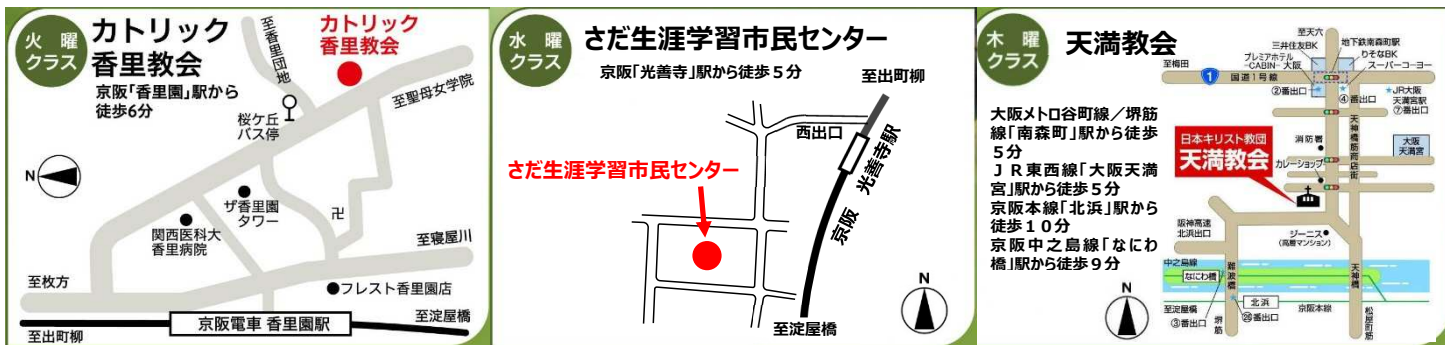 火曜
クラス
カトリック
香里教会
京阪「香里園」駅から
徒歩6分
至香里団地
カトリック
香里教会
至聖母女学院
桜ケ丘
バス停
N
ザ香里園
タワー
卍
関西医科大
香里病院
至寝屋川
至枚方
フレスト香里園店
京阪電車 香里園駅
至出町柳
至淀屋橋
水曜
クラス
さだ生涯学習市民センター
京阪「光善寺」駅から徒歩５分
至出町柳
西出口
京阪 光善寺駅
さだ生涯学習市民センター
N
至淀屋橋
木曜
クラス
天満教会
大阪メトロ谷町線／堺筋
線「南森町」駅から徒歩
５分
ＪＲ東西線「大阪天満
宮」駅から徒歩５分
京阪本線「北浜」駅から
徒歩１０分
京阪中之島線「なにわ
橋」駅から徒歩９分
至天六
三井住友BK
地下鉄南森町駅
プレミアホテル
-CABIN- 大阪
りそなBK
スーパーコーヨー
至梅田
1
国道1号線
②番出口
④番出口
JR大阪
天満宮駅
⑦番出口
日本キリスト教団
天満教会
消防署
天神橋筋商店街
大阪
天満宮
カレーショップ
阪神高速
北浜出口
ジーニス
(高層マンション)
中之島線
なにわ橋
難波橋
天神橋
至淀屋橋
北浜
京阪本線
③番出口
㉖番出口
堺筋
松屋町筋
N